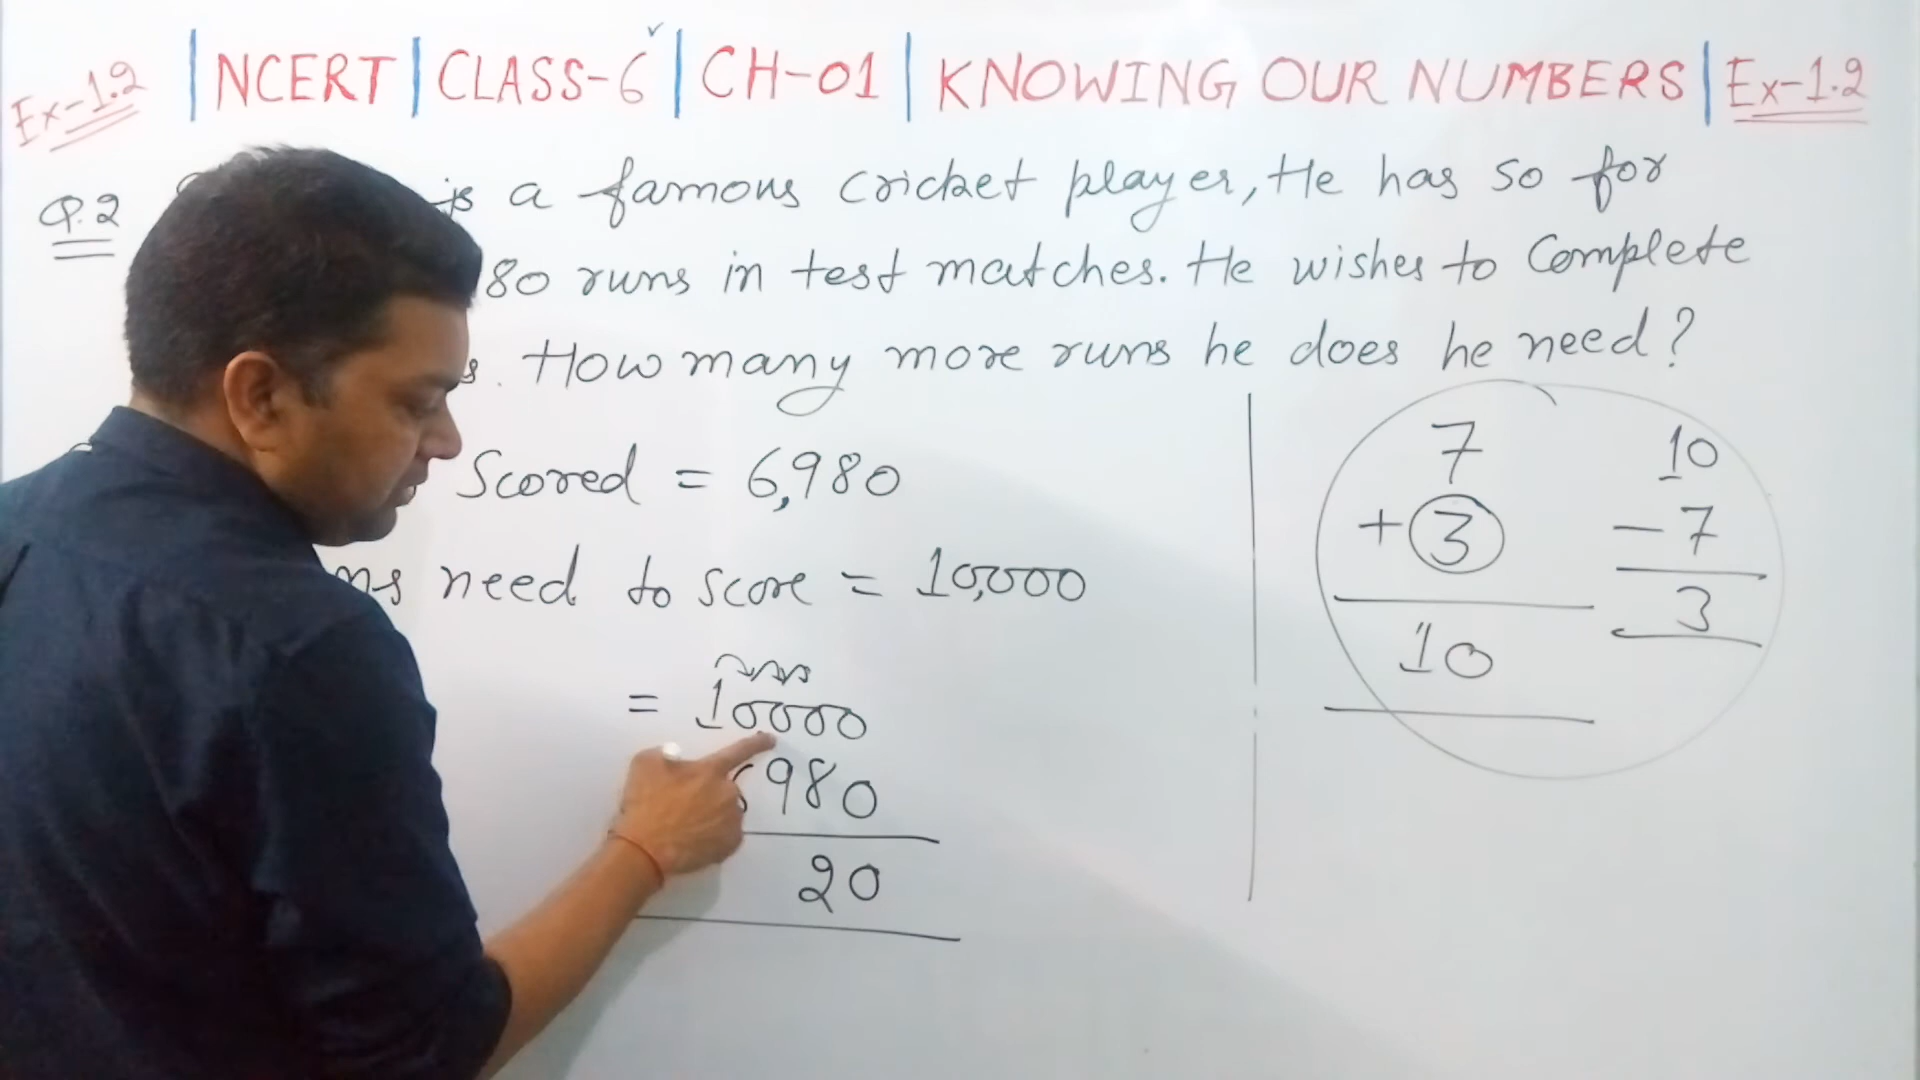 Ex-1.2 | NCERT | CLASS-6 | CH-01 | KNOWING OUR NUMBERS | Ex-1.2
Q.2 is a famous cricket player, He has so for
80 runs in test matches. He wishes to Complete
How many more runs he does he need?
Scored = 6,980
need to score = 10,000
= 10,000
980
20
7
+ 3
10
10
- 7
3